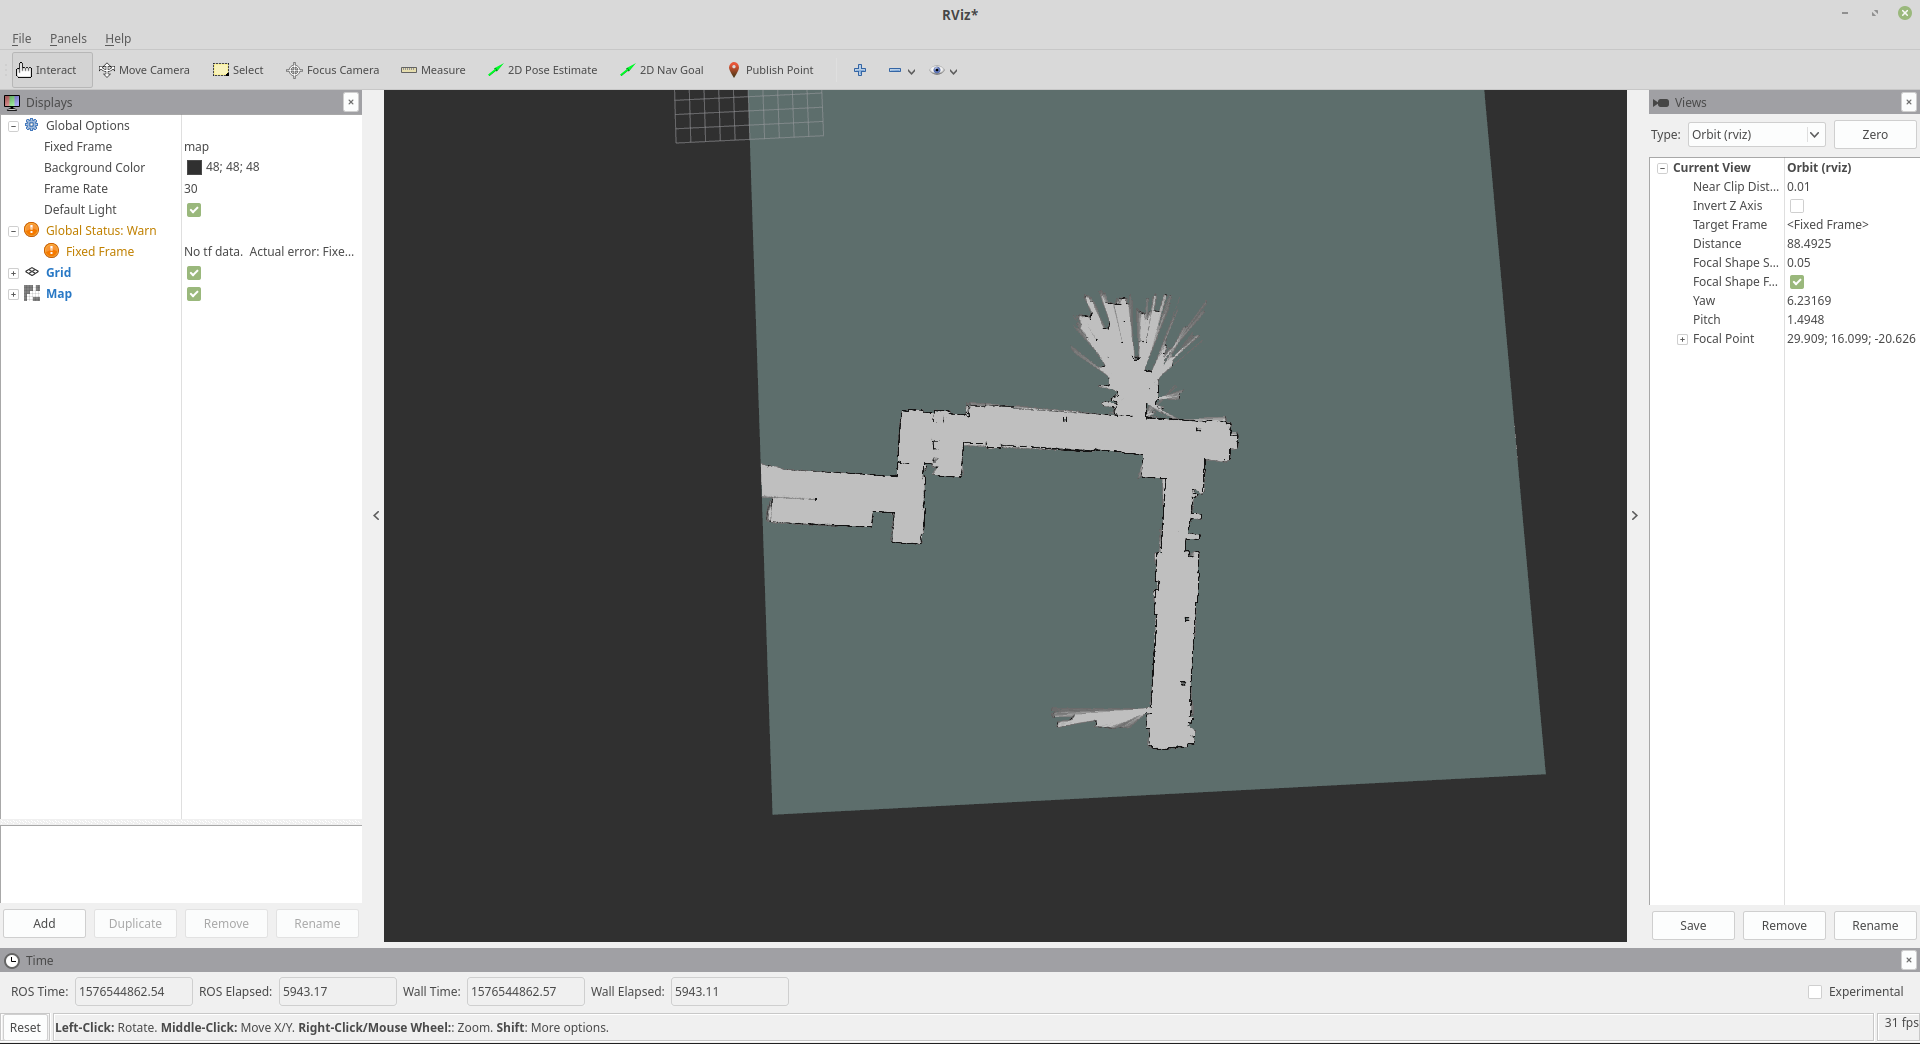 RViz*
File Panels Help
Interact Move Camera Select Focus Camera Measure 2D Pose Estimate 2D Nav Goal Publish Point
Displays
Global Options
Fixed Frame map
Background Color 48; 48; 48
Frame Rate 30
Default Light
Global Status: Warn
Fixed Frame No tf data. Actual error: Fixe...
Grid
Map
Add Duplicate Remove Rename
Views
Type: Orbit (rviz) Zero
Current View Orbit (rviz)
Near Clip Dist... 0.01
Invert Z Axis
Target Frame <Fixed Frame>
Distance 88.4925
Focal Shape S... 0.05
Focal Shape F...
Yaw 6.23169
Pitch 1.4948
Focal Point 29.909; 16.099; -20.626
Save Remove Rename
Time
ROS Time: 1576544862.54 ROS Elapsed: 5943.17 Wall Time: 1576544862.57 Wall Elapsed: 5943.11 Experimental
Reset Left-Click: Rotate. Middle-Click: Move X/Y. Right-Click/Mouse Wheel:: Zoom. Shift: More options. 31 fps